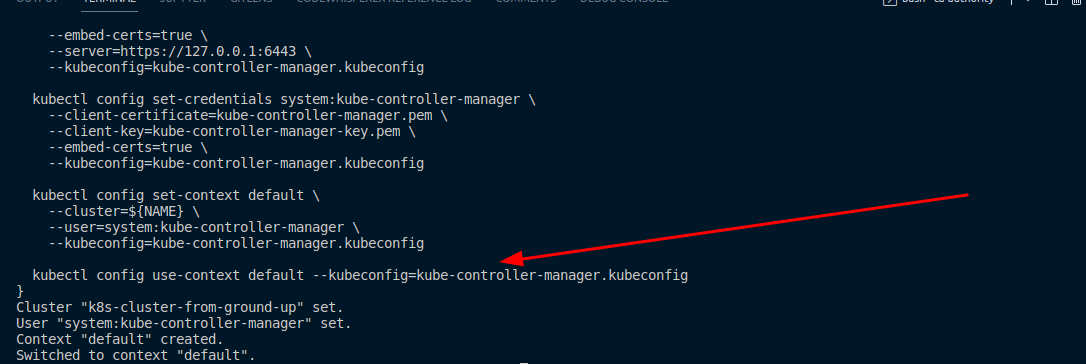 OUTPUT TERMINAL JUPYTER GITLENS CODEWHISPERER REFERENCE LOG COMMENTS DEBUG CONSOLE bash - ca-authority
--embed-certs=true \
--server=https://127.0.0.1:6443 \
--kubeconfig=kube-controller-manager.kubeconfig
kubectl config set-credentials system:kube-controller-manager \
--client-certificate=kube-controller-manager.pem \
--client-key=kube-controller-manager-key.pem \
--embed-certs=true \
--kubeconfig=kube-controller-manager.kubeconfig
kubectl config set-context default \
--cluster=${NAME} \
--user=system:kube-controller-manager \
--kubeconfig=kube-controller-manager.kubeconfig
kubectl config use-context default --kubeconfig=kube-controller-manager.kubeconfig
}
Cluster "k8s-cluster-from-ground-up" set.
User "system:kube-controller-manager" set.
Context "default" created.
Switched to context "default".